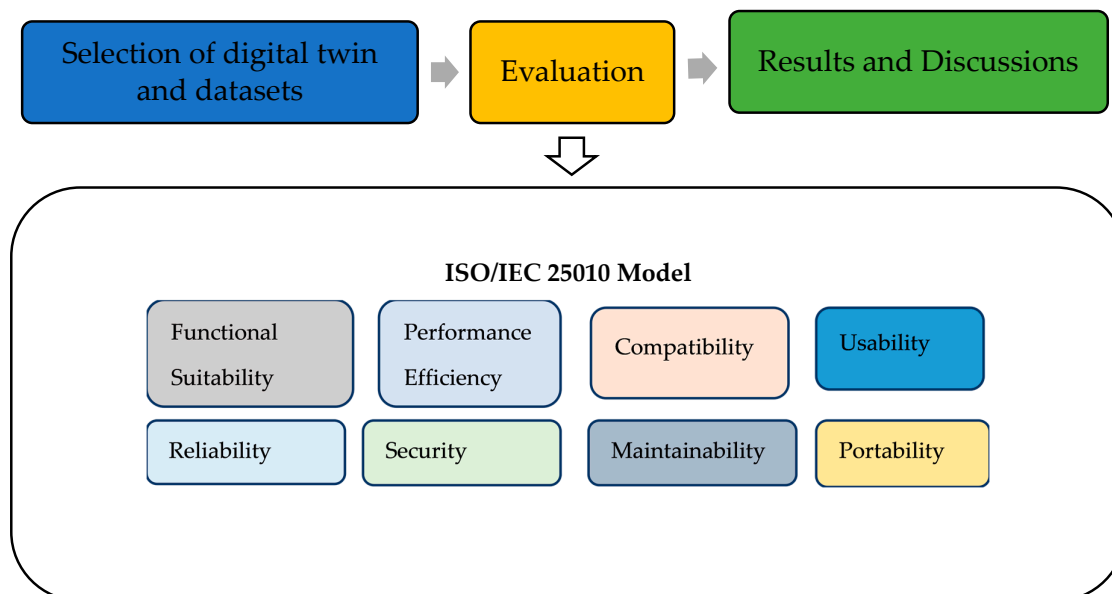 Selection of digital twin
and datasets
Evaluation
Results and Discussions
ISO/IEC 25010 Model
Functional
Suitability
Performance
Efficiency
Compatibility
Usability
Reliability
Security
Maintainability
Portability